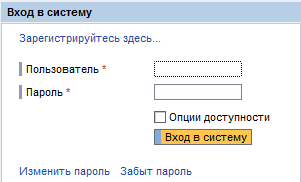 Вход в систему
Зарегистрируйтесь здесь...
Пользователь *
Пароль *
Опции доступности
Вход в систему
Изменить пароль Забыт пароль